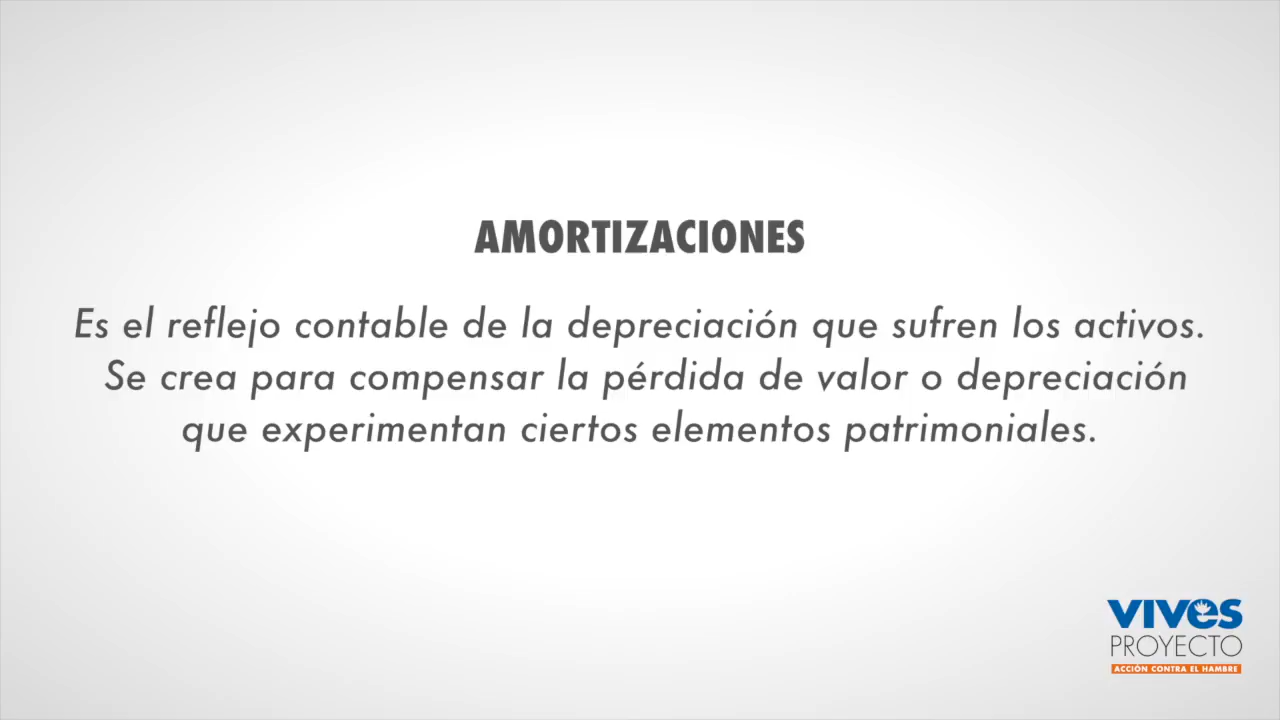 AMORTIZACIONES
Es el reflejo contable de la depreciación que sufren los activos.
Se crea para compensar la pérdida de valor o depreciación
que experimentan ciertos elementos patrimoniales.
VIVES
PROYECTO
ACCIÓN CONTRA EL HAMBRE